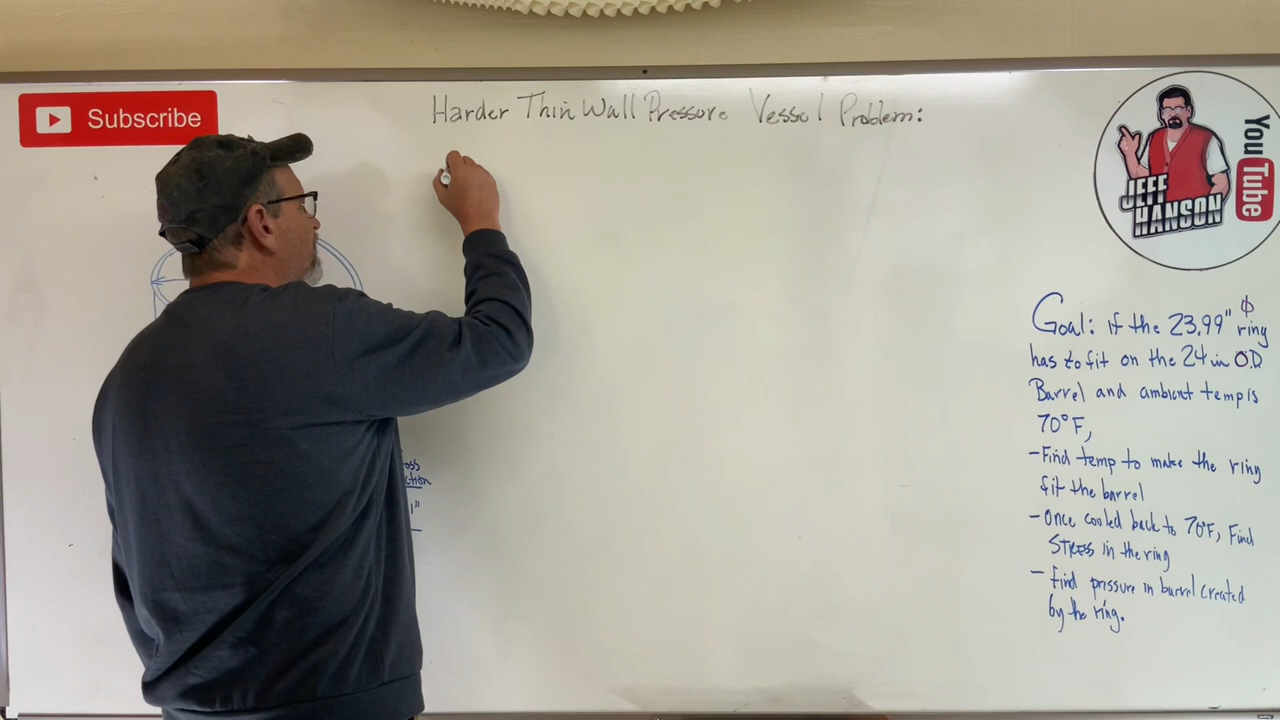 Harder Thin Wall Pressure Vessel Problem:
Subscribe
JEFF
HANSON
YouTube
Goal: if the 23.99" ϕ ring
has to fit on the 24 in O.D
Barrel and ambient temp is
70°F,
- Find temp to make the ring
fit the barrel
- Once cooled back to 70°F, Find
STRESS in the ring
- find pressure in barrel created
by the ring.
1"